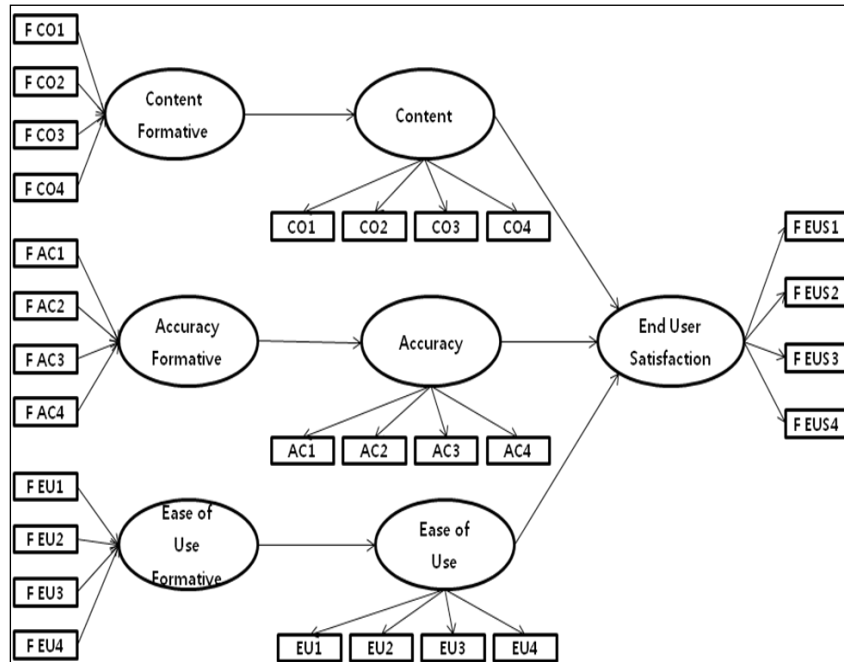 F CO1
F CO2
F CO3
F CO4
Content
Formative
Content
CO1
CO2
CO3
CO4
F AC1
F AC2
F AC3
F AC4
Accuracy
Formative
Accuracy
AC1
AC2
AC3
AC4
F EU1
F EU2
F EU3
F EU4
Ease of
Use
Formative
Ease of
Use
EU1
EU2
EU3
EU4
End User
Satisfaction
F EUS1
F EUS2
F EUS3
F EUS4